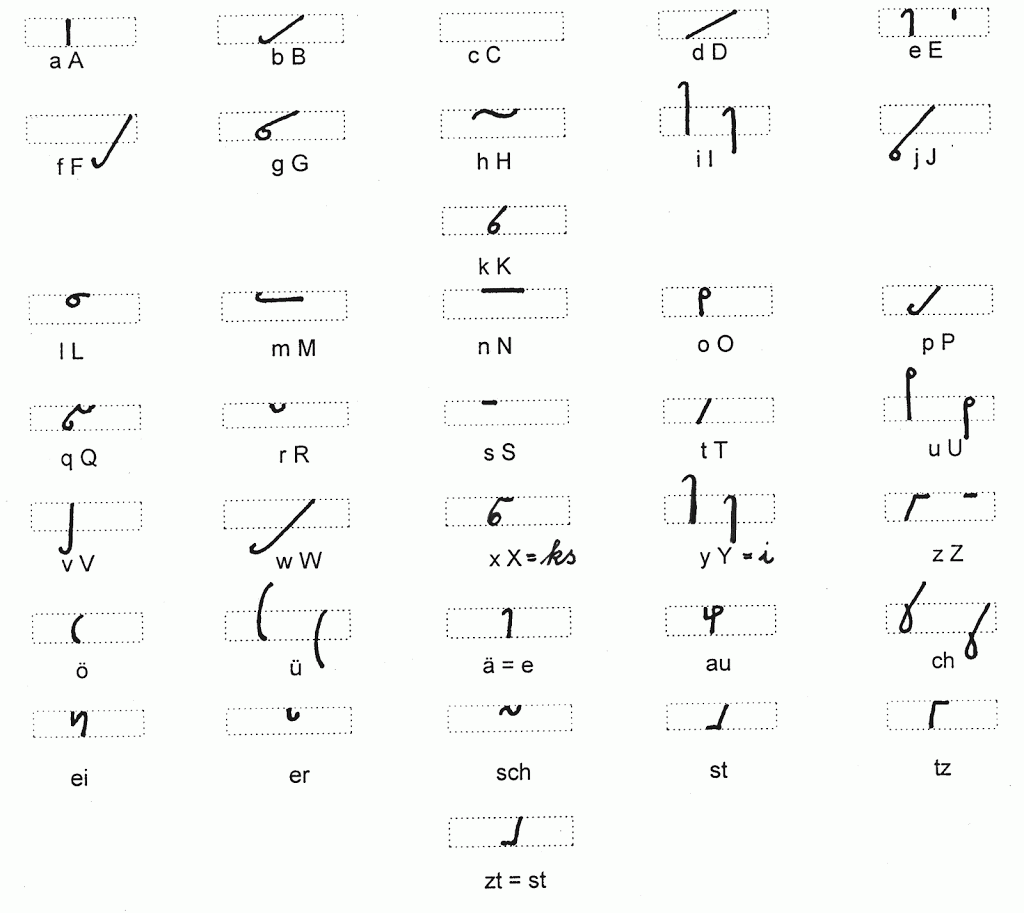 a A b B c C d D e E
f F g G h H i I j J
k K
l L m M n N o O p P
q Q r R s S t T u U
v V w W x X = ks y Y = i z Z
ö ü ä = e au ch
ei er sch st tz
zt = st